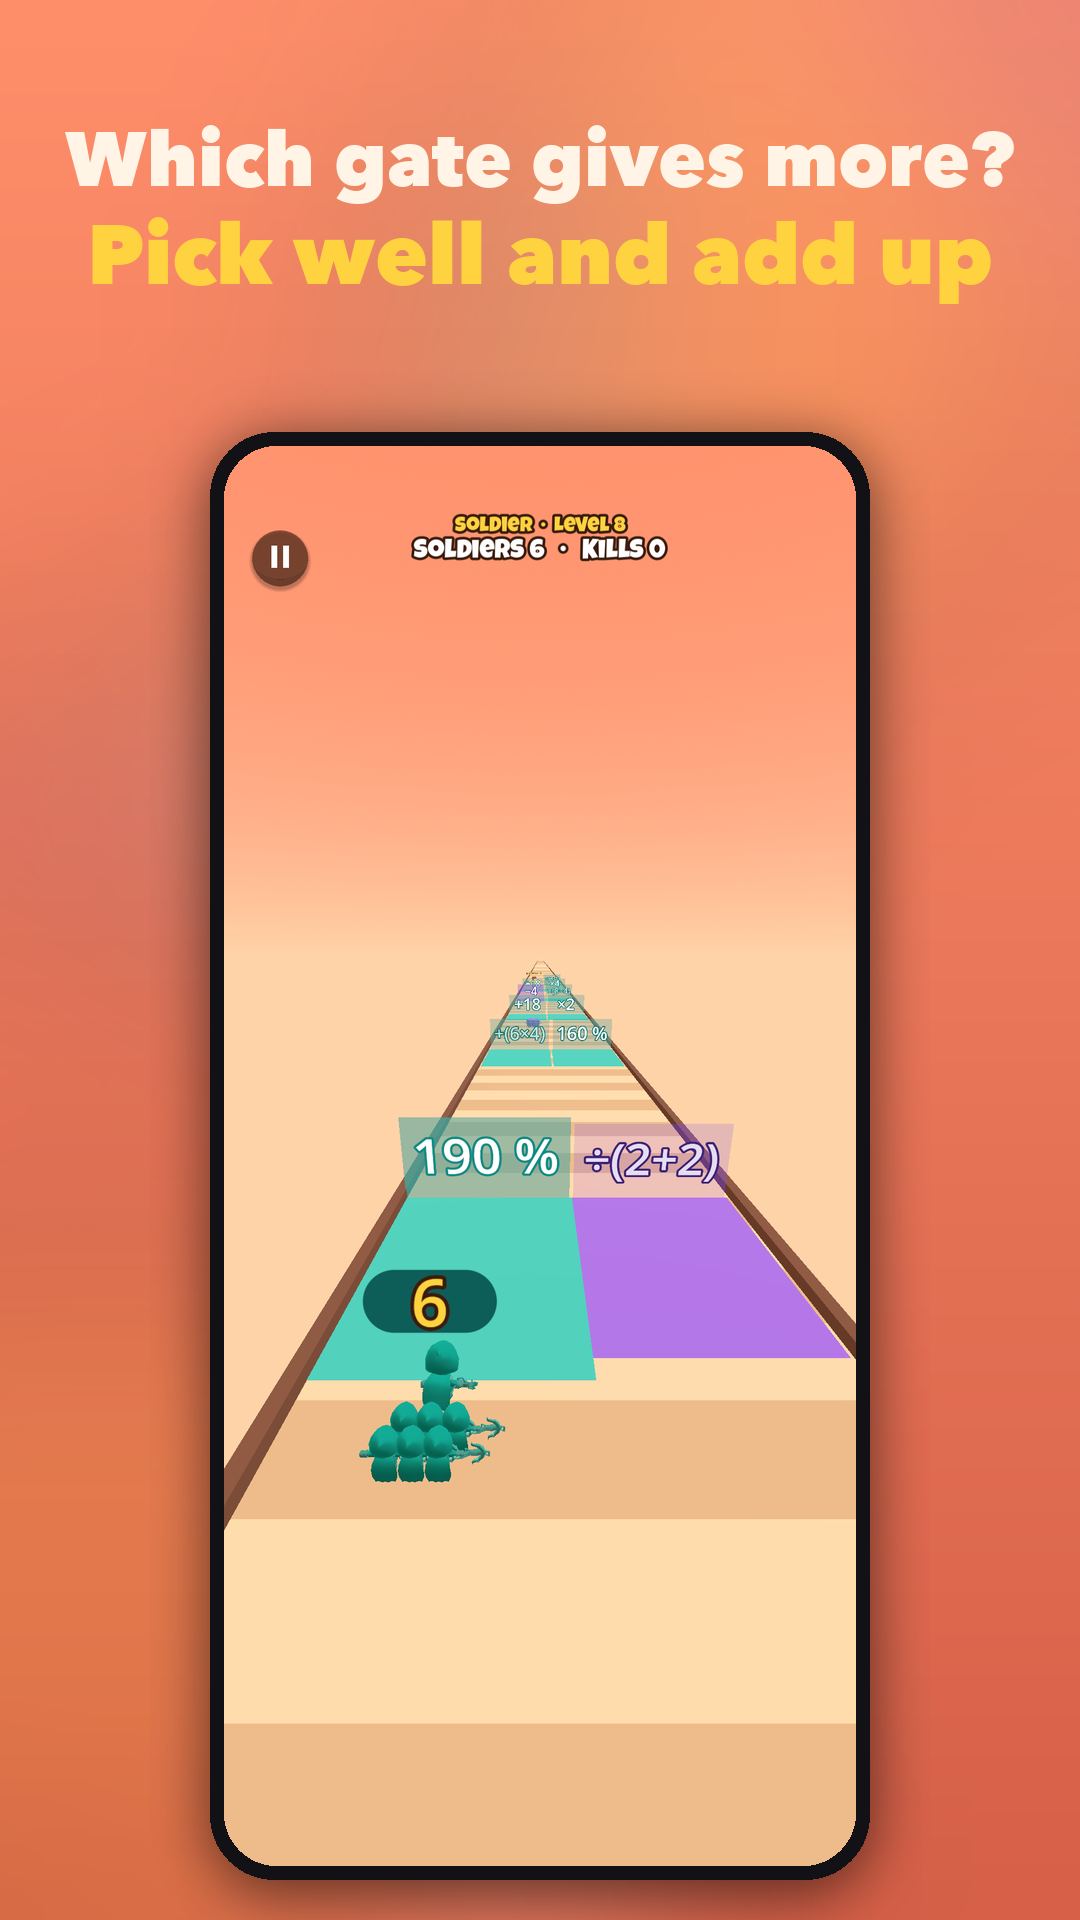 Which gate gives more?
Pick well and add up
SOLDIER · LEVEL 8
SOLDIERS 6 · KILLS 0
+18 ×2
+(6×4) 160 %
190 % ÷(2+2)
6